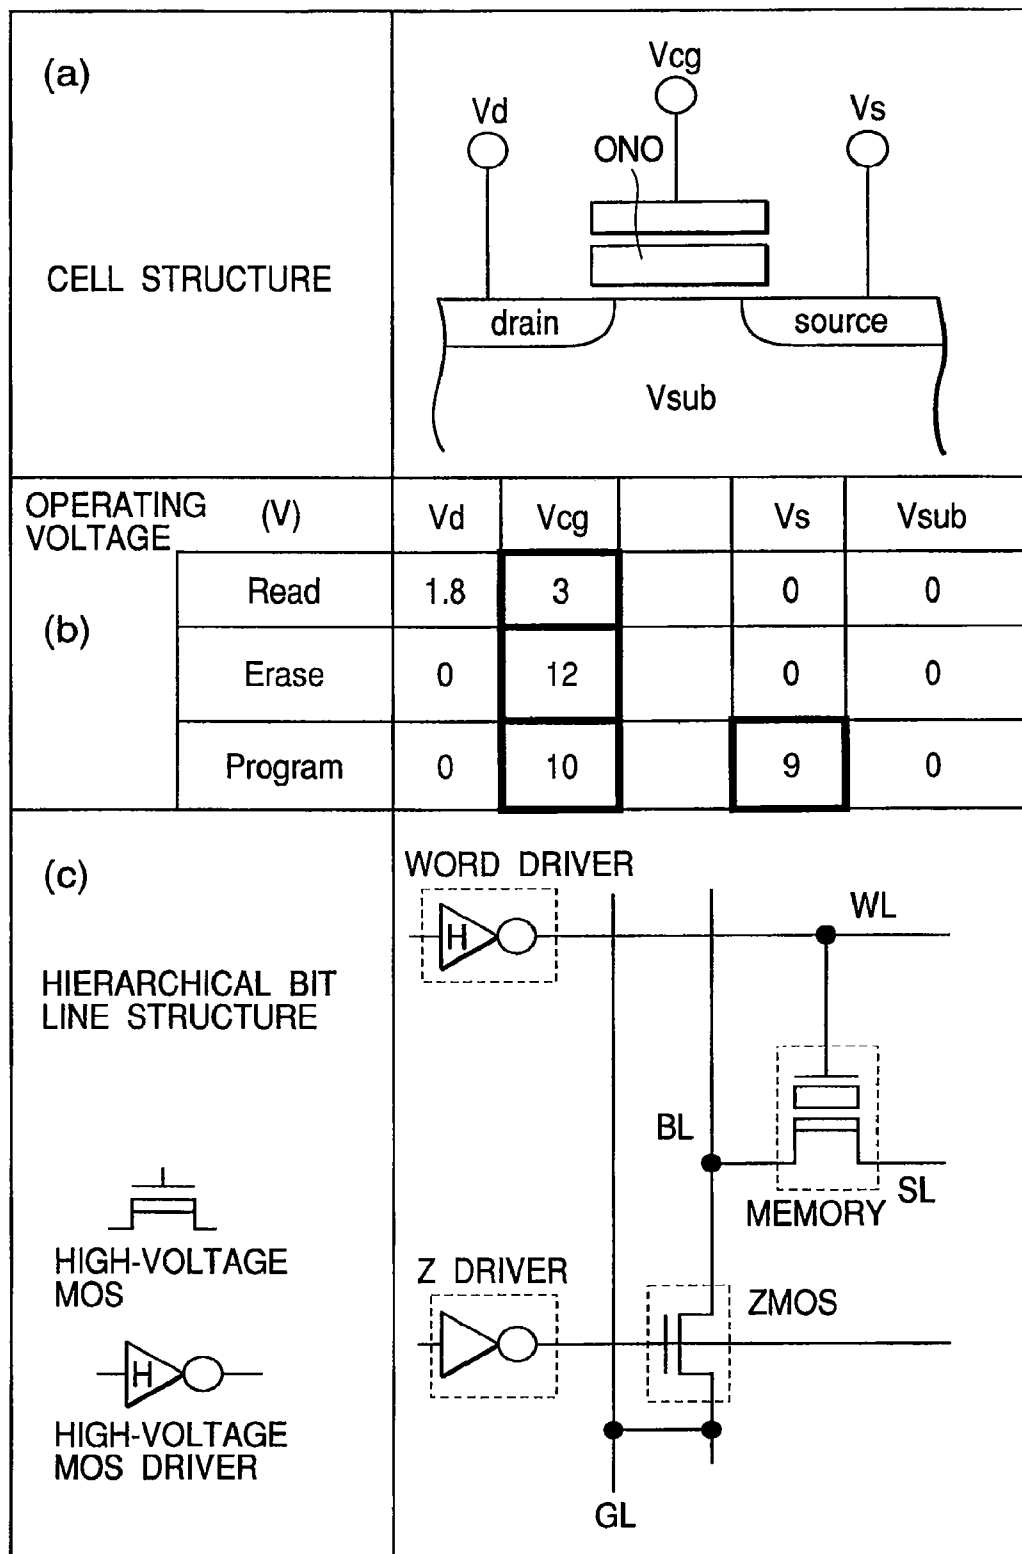 (a)
CELL STRUCTURE
Vcg
Vd
Vs
ONO
drain
source
Vsub
OPERATING
VOLTAGE
(V)
Vd
Vcg
Vs
Vsub
(b)
Read
1.8
3
0
0
Erase
0
12
0
0
Program
0
10
9
0
(c)
HIERARCHICAL BIT
LINE STRUCTURE
HIGH-VOLTAGE
MOS
H
HIGH-VOLTAGE
MOS DRIVER
WORD DRIVER
H
WL
BL
SL
MEMORY
Z DRIVER
ZMOS
GL